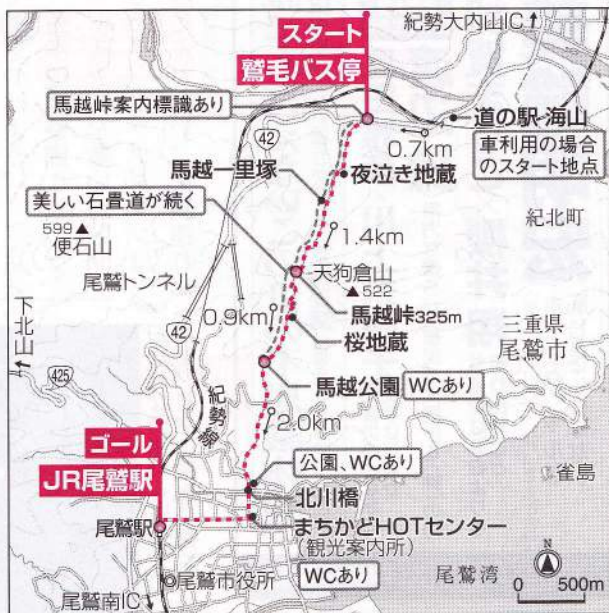 スタート
鷲毛バス停
紀勢大内山IC
馬越峠案内標識あり
道の駅 海山
車利用の場合
のスタート地点
42
0.7km
馬越一里塚
夜泣き地蔵
美しい石畳道が続く
紀北町
599
便石山
1.4km
尾鷲トンネル
天狗倉山
522
馬越峠325m
下北山
42
0.9km
桜地蔵
三重県
尾鷲市
425
紀勢線
馬越公園
WCあり
2.0km
ゴール
JR尾鷲駅
公園、WCあり
北川橋
雀島
尾鷲駅
まちかどHOTセンター
(観光案内所)
WCあり
尾鷲市役所
尾鷲湾
尾鷲南IC
N
0 500m